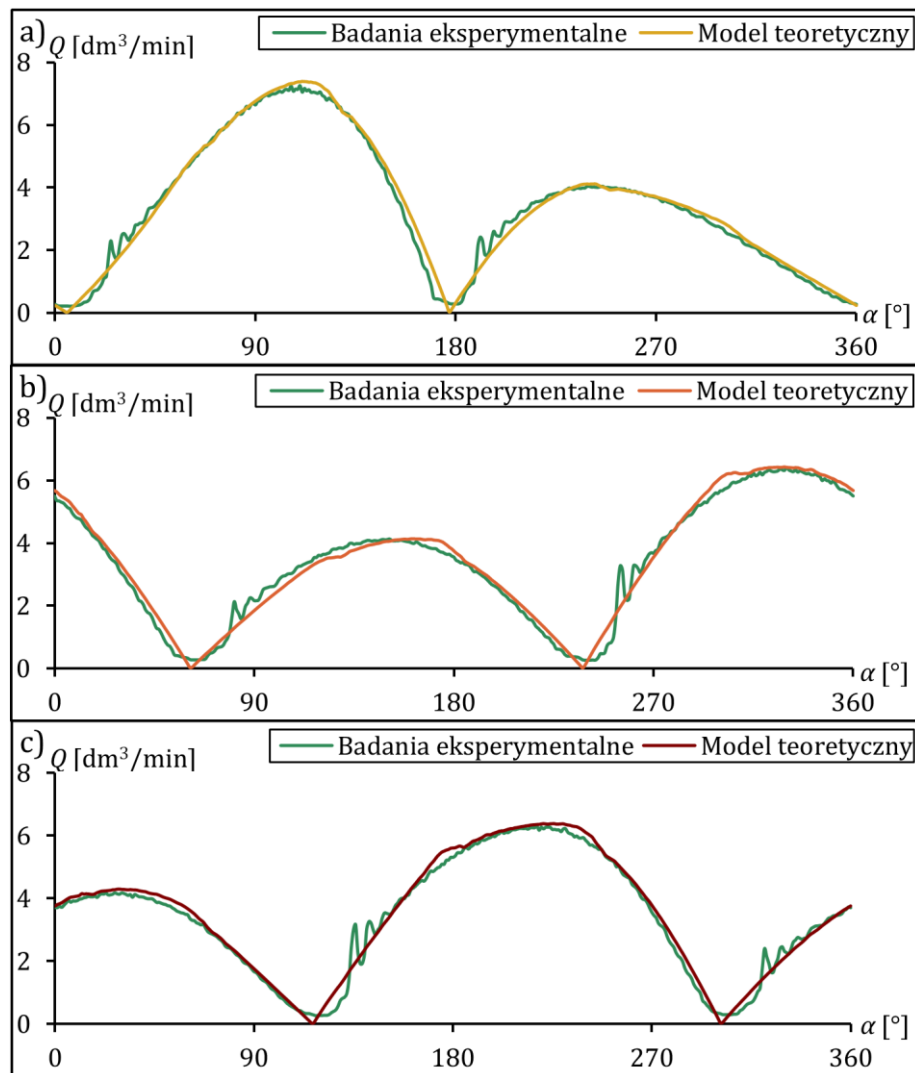 a) Q [dm³/min] Badania eksperymentalne Model teoretyczny
8
6
4
2
0
α [°]
0 90 180 270 360
b) Q [dm³/min] Badania eksperymentalne Model teoretyczny
8
6
4
2
0
α [°]
0 90 180 270 360
c) Q [dm³/min] Badania eksperymentalne Model teoretyczny
8
6
4
2
0
α [°]
0 90 180 270 360